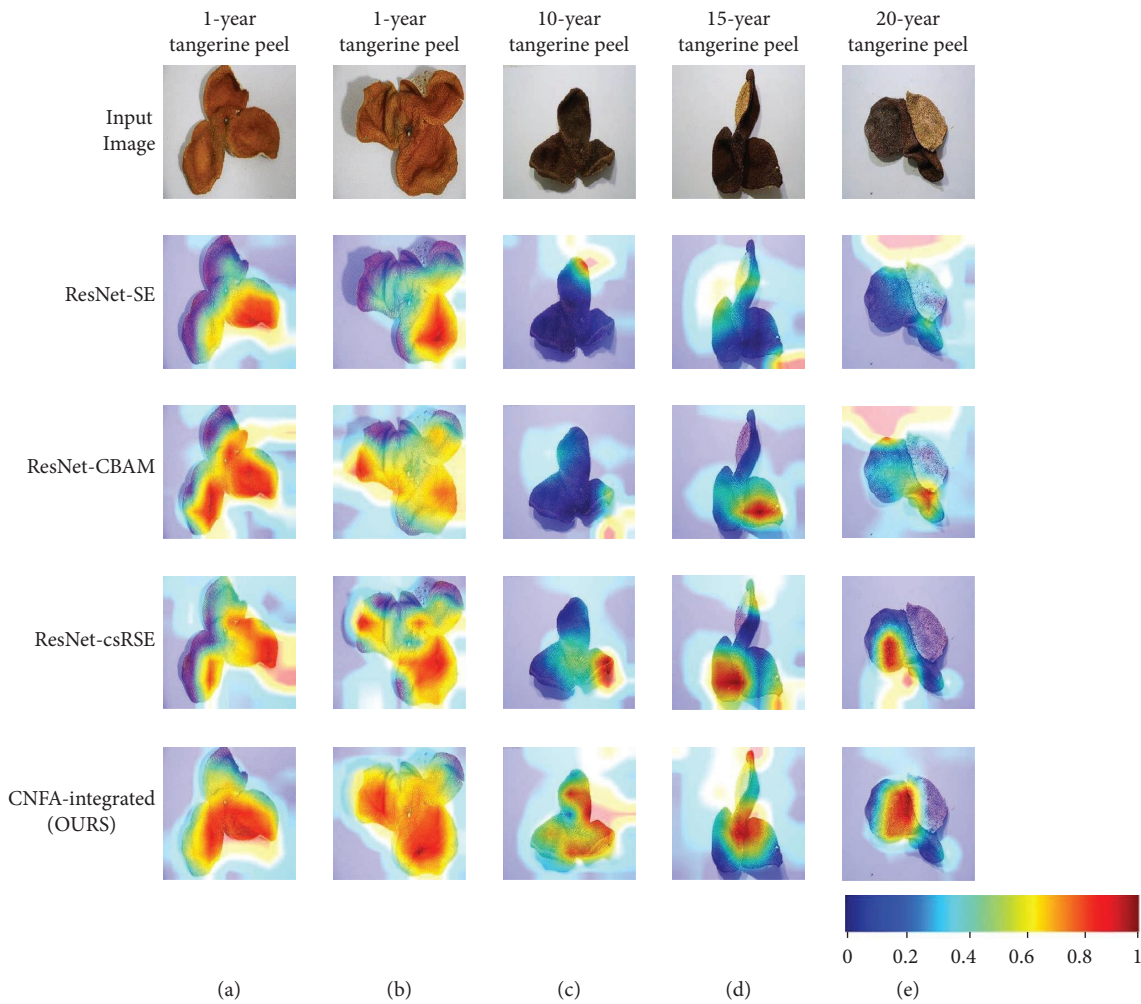 1-year
tangerine peel
1-year
tangerine peel
10-year
tangerine peel
15-year
tangerine peel
20-year
tangerine peel
Input
Image
ResNet-SE
ResNet-CBAM
ResNet-csRSE
CNFA-integrated
(OURS)
0 0.2 0.4 0.6 0.8 1
(a) (b) (c) (d) (e)